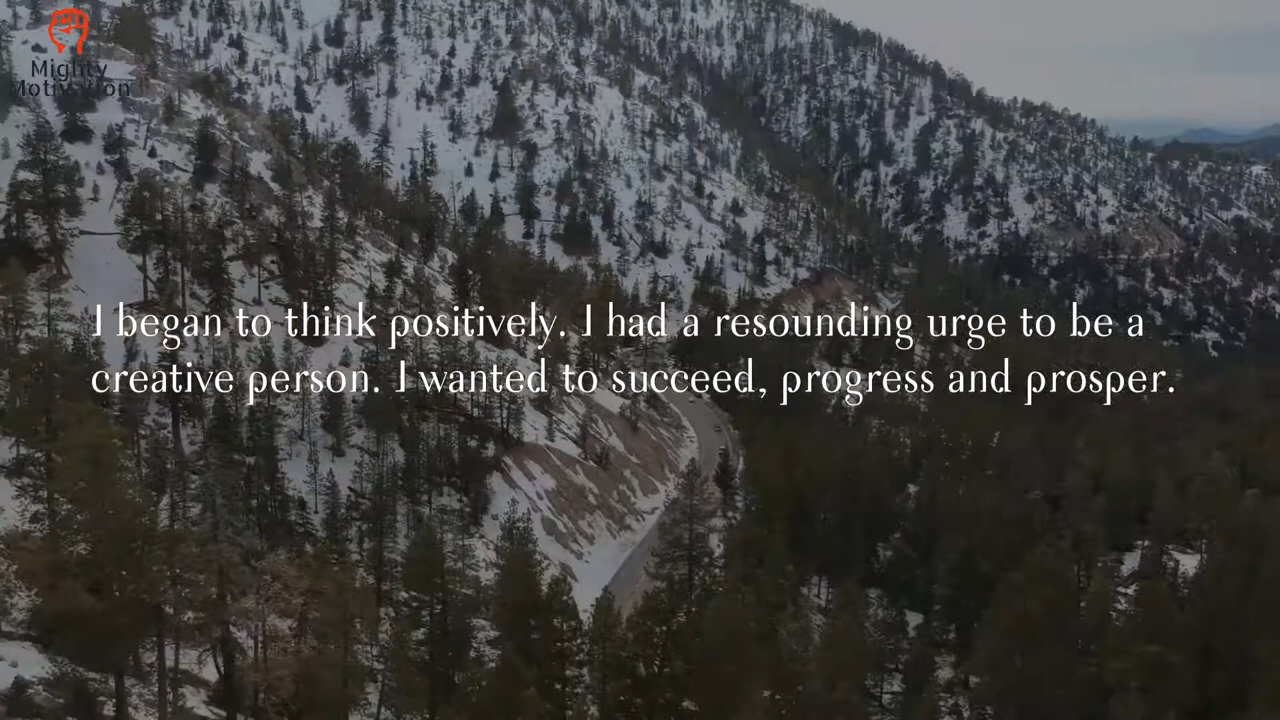 Mighty
Motivation
I began to think positively. I had a resounding urge to be a
creative person. I wanted to succeed, progress and prosper.